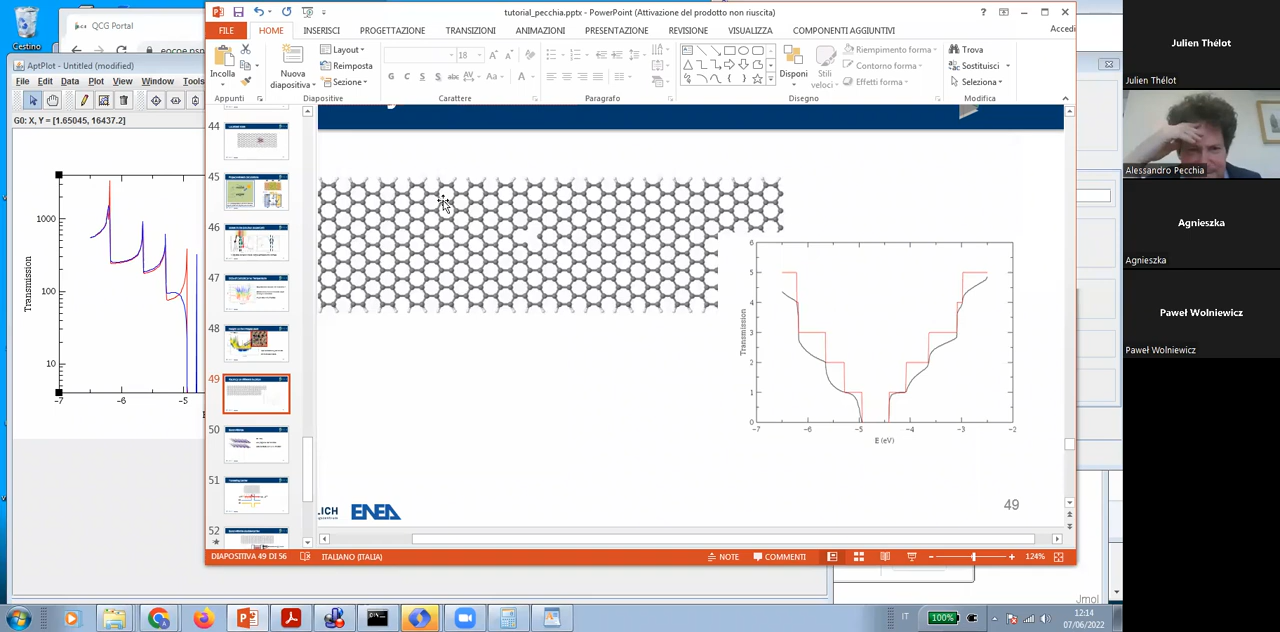 Cestino
QCG Portal
eocoe.nsn
AptPlot - Untitled (modified)
File Edit Data Plot View Window Tools
G0: X, Y = [1.65045, 16437.2]
Transmission
1000
100
10
-7
-6
-5
tutorial_pecchia.pptx - PowerPoint (Attivazione del prodotto non riuscita)
FILE HOME INSERISCI PROGETTAZIONE TRANSIZIONI ANIMAZIONI PRESENTAZIONE REVISIONE VISUALIZZA COMPONENTI AGGIUNTIVI Accedi
Incolla
Appunti
Nuova diapositiva
Layout
Reimposta
Sezione
Diapositive
18
Carattere
Paragrafo
Disponi
Stili veloci
Riempimento forma
Contorno forma
Effetti forma
Disegno
Trova
Sostituisci
Seleziona
Modifica
44
45
46
47
48
49
50
51
52
Transmission
6
5
4
3
2
1
0
-7 -6 -5 -4 -3 -2
E (eV)
LICH
ENEA
49
DIAPOSITIVA 49 DI 56 ITALIANO (ITALIA) NOTE COMMENTI 124%
Jmol
IT 100% 12:14
07/06/2022
Julien Thélot
Julien Thélot
Alessandro Pecchia
Agnieszka
Agnieszka
Paweł Wolniewicz
Paweł Wolniewicz